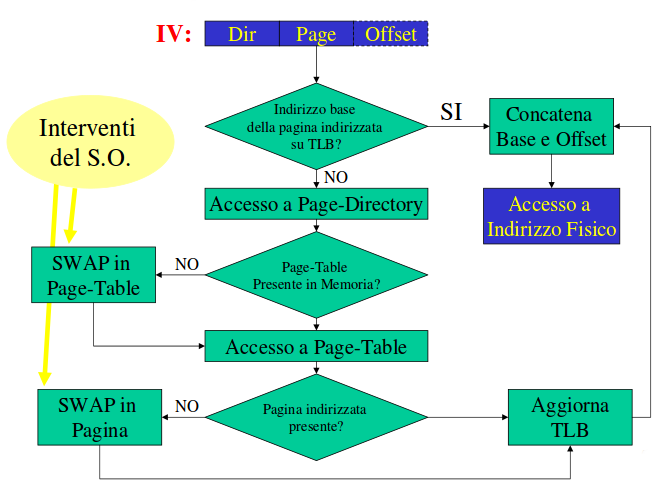 IV: Dir Page Offset
Indirizzo base
della pagina indirizzata
su TLB?
SI
Concatena
Base e Offset
Interventi
del S.O.
NO
Accesso a Page-Directory
Accesso a
Indirizzo Fisico
SWAP in
Page-Table
NO
Page-Table
Presente in Memoria?
Accesso a Page-Table
SWAP in
Pagina
NO
Pagina indirizzata
presente?
Aggiorna
TLB